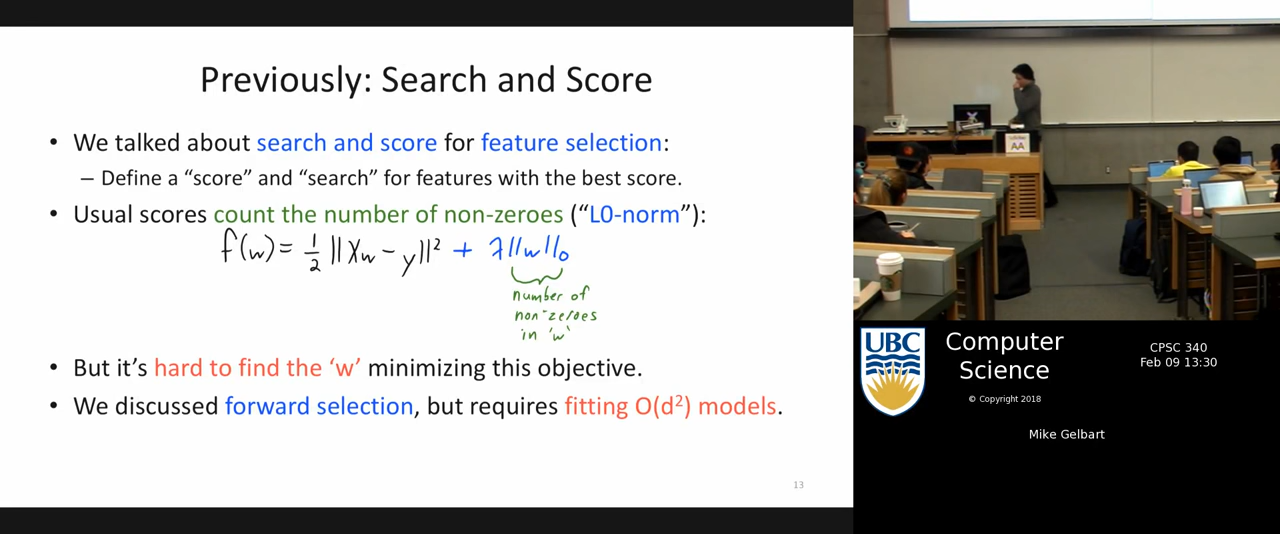 Previously: Search and Score
• We talked about search and score for feature selection:
– Define a “score” and “search” for features with the best score.
• Usual scores count the number of non-zeroes (“L0-norm”):
f(w) = 1/2 ||Xw - y||² + λ||w||₀
number of
non-zeroes
in 'w'
• But it’s hard to find the ‘w’ minimizing this objective.
• We discussed forward selection, but requires fitting O(d²) models.
13
AA
UBC
Computer
Science
© Copyright 2018
CPSC 340
Feb 09 13:30
Mike Gelbart